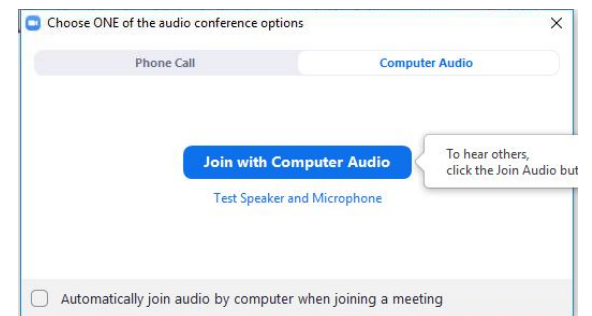 Choose ONE of the audio conference options
Phone Call
Computer Audio
Join with Computer Audio
To hear others,
click the Join Audio but
Test Speaker and Microphone
Automatically join audio by computer when joining a meeting